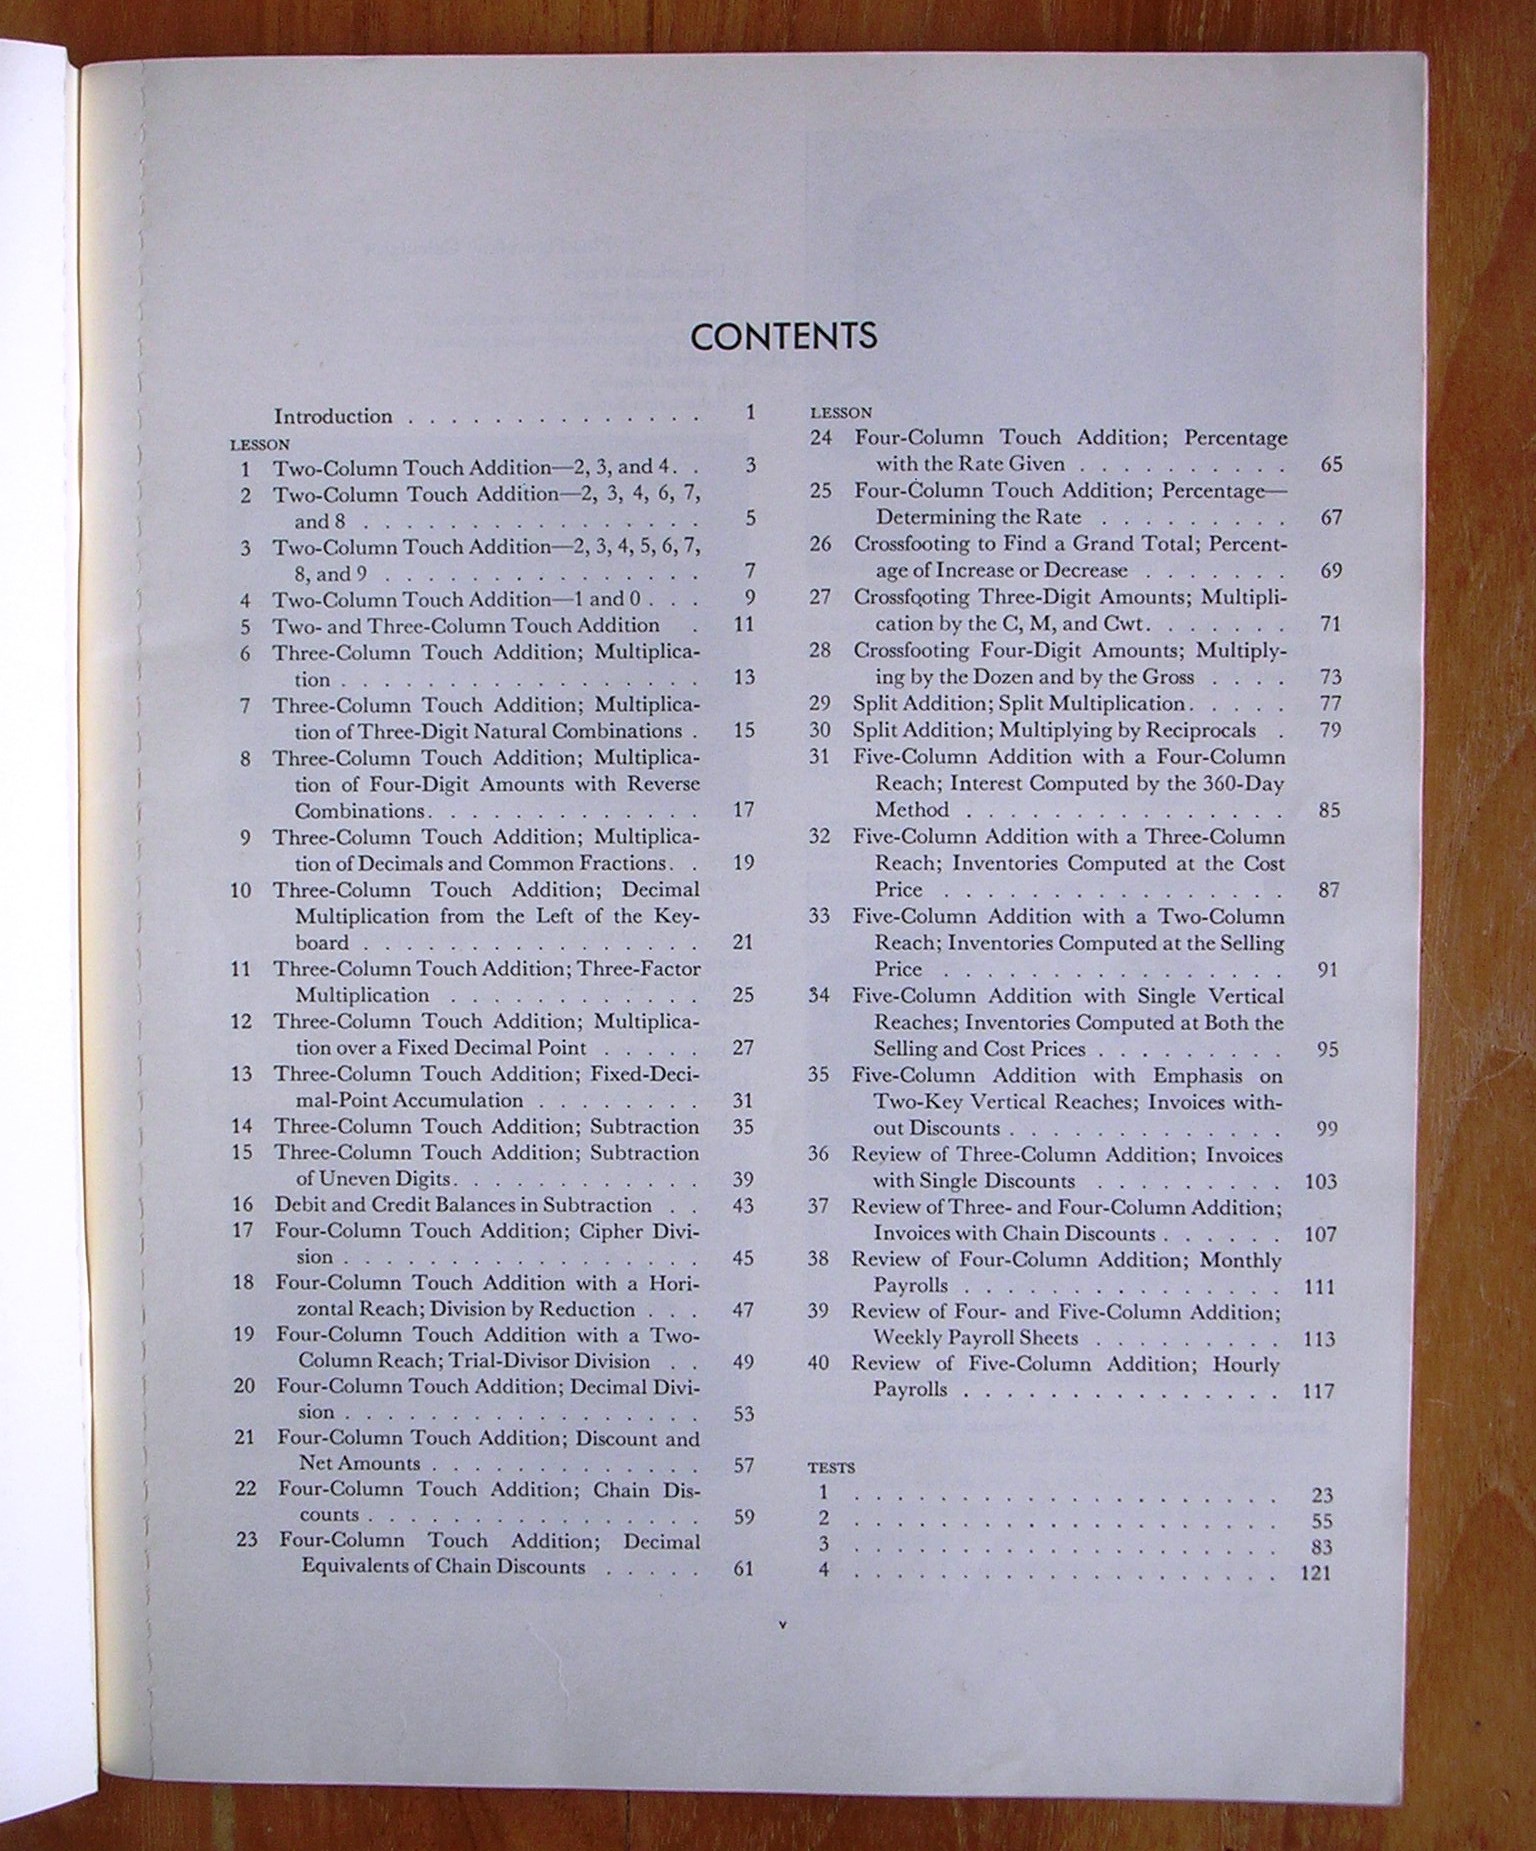 CONTENTS
Introduction . . . . . . . . . . . . . . 1
LESSON
1 Two-Column Touch Addition—2, 3, and 4. . 3
2 Two-Column Touch Addition—2, 3, 4, 6, 7,
and 8 . . . . . . . . . . . . . . . . 5
3 Two-Column Touch Addition—2, 3, 4, 5, 6, 7,
8, and 9 . . . . . . . . . . . . . . . 7
4 Two-Column Touch Addition—1 and 0 . . . 9
5 Two- and Three-Column Touch Addition . 11
6 Three-Column Touch Addition; Multiplica-
tion . . . . . . . . . . . . . . . . . 13
7 Three-Column Touch Addition; Multiplica-
tion of Three-Digit Natural Combinations . 15
8 Three-Column Touch Addition; Multiplica-
tion of Four-Digit Amounts with Reverse
Combinations. . . . . . . . . . . . . 17
9 Three-Column Touch Addition; Multiplica-
tion of Decimals and Common Fractions. . 19
10 Three-Column Touch Addition; Decimal
Multiplication from the Left of the Key-
board . . . . . . . . . . . . . . . . 21
11 Three-Column Touch Addition; Three-Factor
Multiplication . . . . . . . . . . . . 25
12 Three-Column Touch Addition; Multiplica-
tion over a Fixed Decimal Point . . . . . 27
13 Three-Column Touch Addition; Fixed-Deci-
mal-Point Accumulation . . . . . . . . 31
14 Three-Column Touch Addition; Subtraction 35
15 Three-Column Touch Addition; Subtraction
of Uneven Digits. . . . . . . . . . . . 39
16 Debit and Credit Balances in Subtraction . . 43
17 Four-Column Touch Addition; Cipher Divi-
sion . . . . . . . . . . . . . . . . . 45
18 Four-Column Touch Addition with a Hori-
zontal Reach; Division by Reduction . . . 47
19 Four-Column Touch Addition with a Two-
Column Reach; Trial-Divisor Division . . 49
20 Four-Column Touch Addition; Decimal Divi-
sion . . . . . . . . . . . . . . . . . 53
21 Four-Column Touch Addition; Discount and
Net Amounts . . . . . . . . . . . . . 57
22 Four-Column Touch Addition; Chain Dis-
counts . . . . . . . . . . . . . . . . 59
23 Four-Column Touch Addition; Decimal
Equivalents of Chain Discounts . . . . . 61
LESSON
24 Four-Column Touch Addition; Percentage
with the Rate Given . . . . . . . . . . 65
25 Four-Column Touch Addition; Percentage—
Determining the Rate . . . . . . . . . 67
26 Crossfooting to Find a Grand Total; Percent-
age of Increase or Decrease . . . . . . . 69
27 Crossfooting Three-Digit Amounts; Multipli-
cation by the C, M, and Cwt. . . . . . . 71
28 Crossfooting Four-Digit Amounts; Multiply-
ing by the Dozen and by the Gross . . . . 73
29 Split Addition; Split Multiplication. . . . . 77
30 Split Addition; Multiplying by Reciprocals . 79
31 Five-Column Addition with a Four-Column
Reach; Interest Computed by the 360-Day
Method . . . . . . . . . . . . . . . 85
32 Five-Column Addition with a Three-Column
Reach; Inventories Computed at the Cost
Price . . . . . . . . . . . . . . . . 87
33 Five-Column Addition with a Two-Column
Reach; Inventories Computed at the Selling
Price . . . . . . . . . . . . . . . . 91
34 Five-Column Addition with Single Vertical
Reaches; Inventories Computed at Both the
Selling and Cost Prices . . . . . . . . . 95
35 Five-Column Addition with Emphasis on
Two-Key Vertical Reaches; Invoices with-
out Discounts . . . . . . . . . . . . . 99
36 Review of Three-Column Addition; Invoices
with Single Discounts . . . . . . . . . 103
37 Review of Three- and Four-Column Addition;
Invoices with Chain Discounts . . . . . . 107
38 Review of Four-Column Addition; Monthly
Payrolls . . . . . . . . . . . . . . . 111
39 Review of Four- and Five-Column Addition;
Weekly Payroll Sheets . . . . . . . . . 113
40 Review of Five-Column Addition; Hourly
Payrolls . . . . . . . . . . . . . . . 117
TESTS
1 . . . . . . . . . . . . . . . . . . . . 23
2 . . . . . . . . . . . . . . . . . . . . 55
3 . . . . . . . . . . . . . . . . . . . . 83
4 . . . . . . . . . . . . . . . . . . . . 121
v